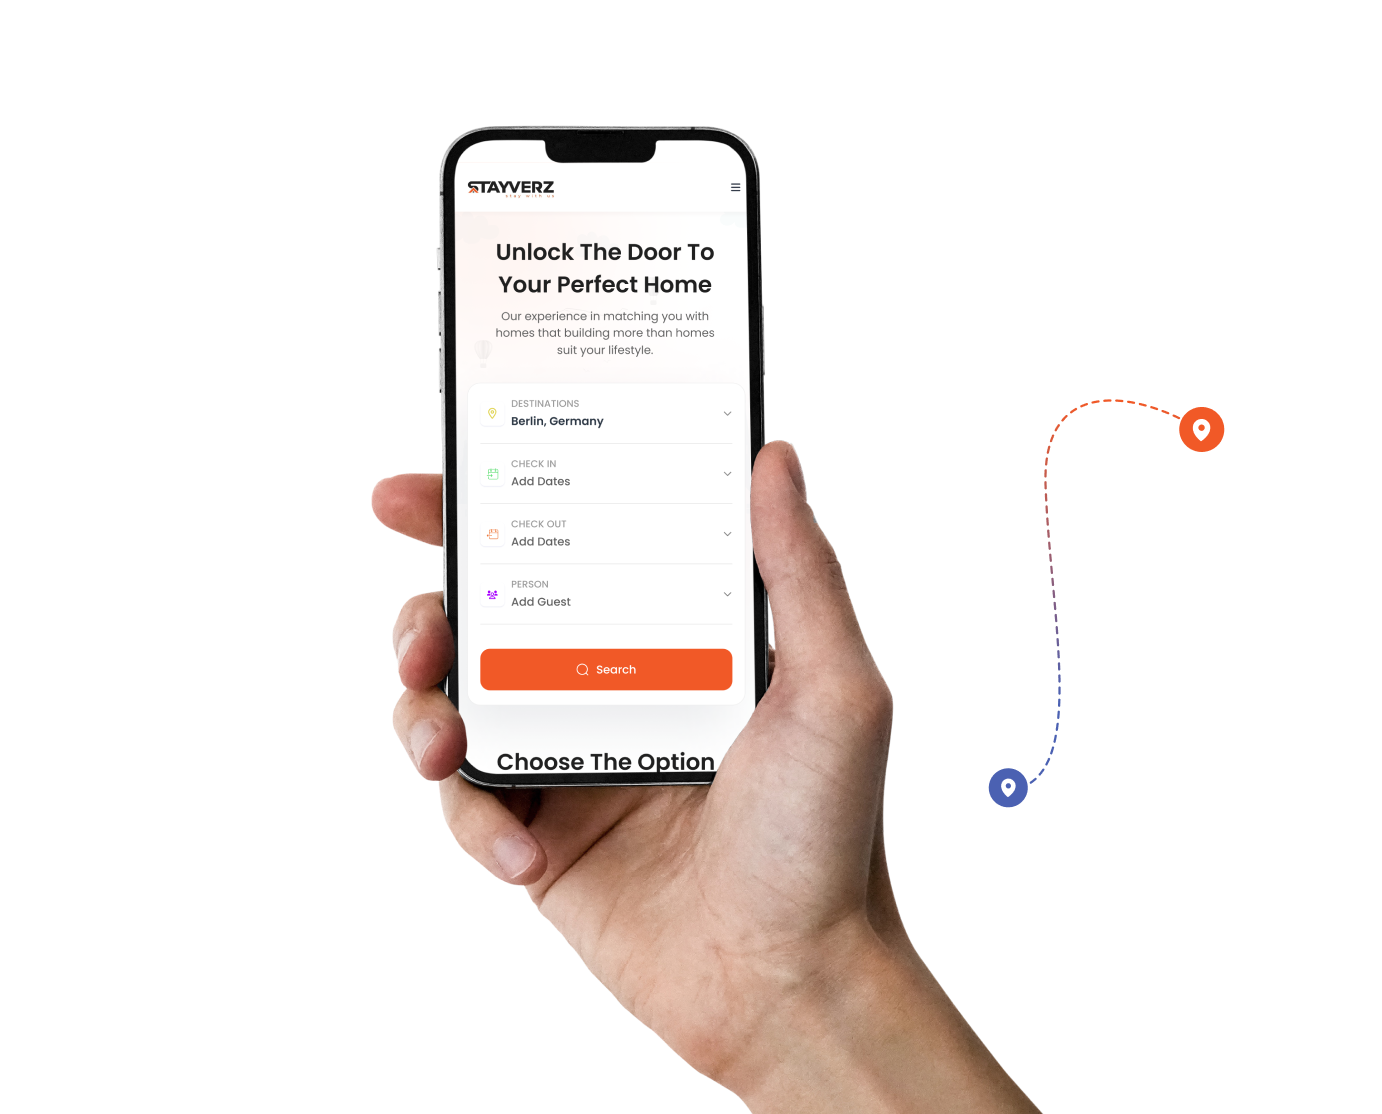 STAYVERZ
stay with us
Unlock The Door To
Your Perfect Home
Our experience in matching you with
homes that building more than homes
suit your lifestyle.
DESTINATIONS
Berlin, Germany
CHECK IN
Add Dates
CHECK OUT
Add Dates
PERSON
Add Guest
Search
Choose The Option